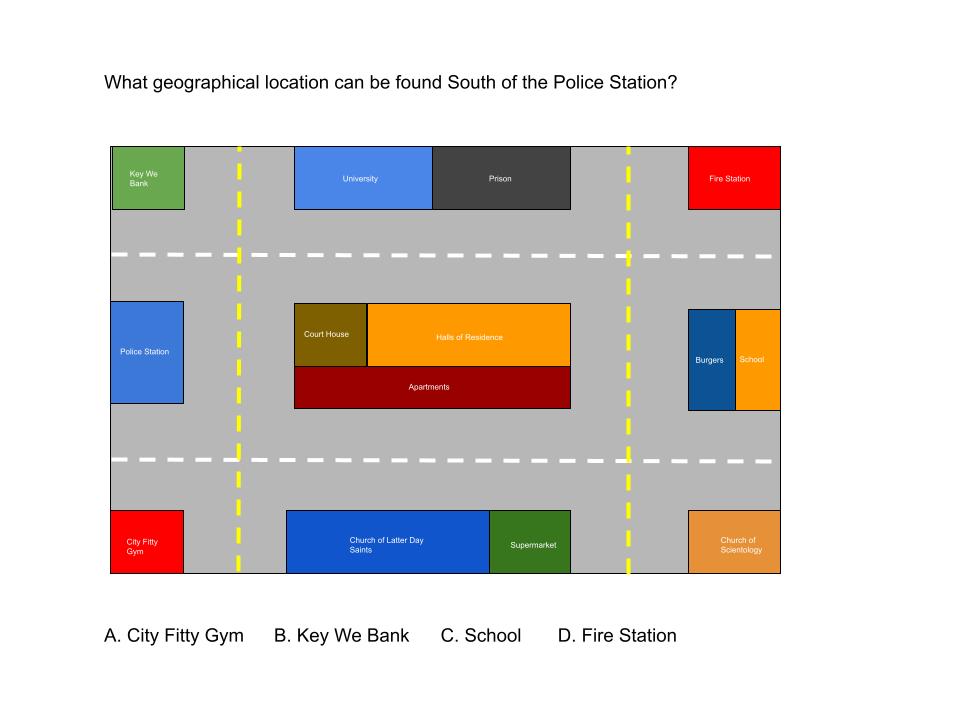 What geographical location can be found South of the Police Station?
Key We
Bank
University
Prison
Fire Station
Police Station
Court House
Halls of Residence
Apartments
Burgers
School
City Fitty
Gym
Church of Latter Day
Saints
Supermarket
Church of
Scientology
A. City Fitty Gym B. Key We Bank C. School D. Fire Station